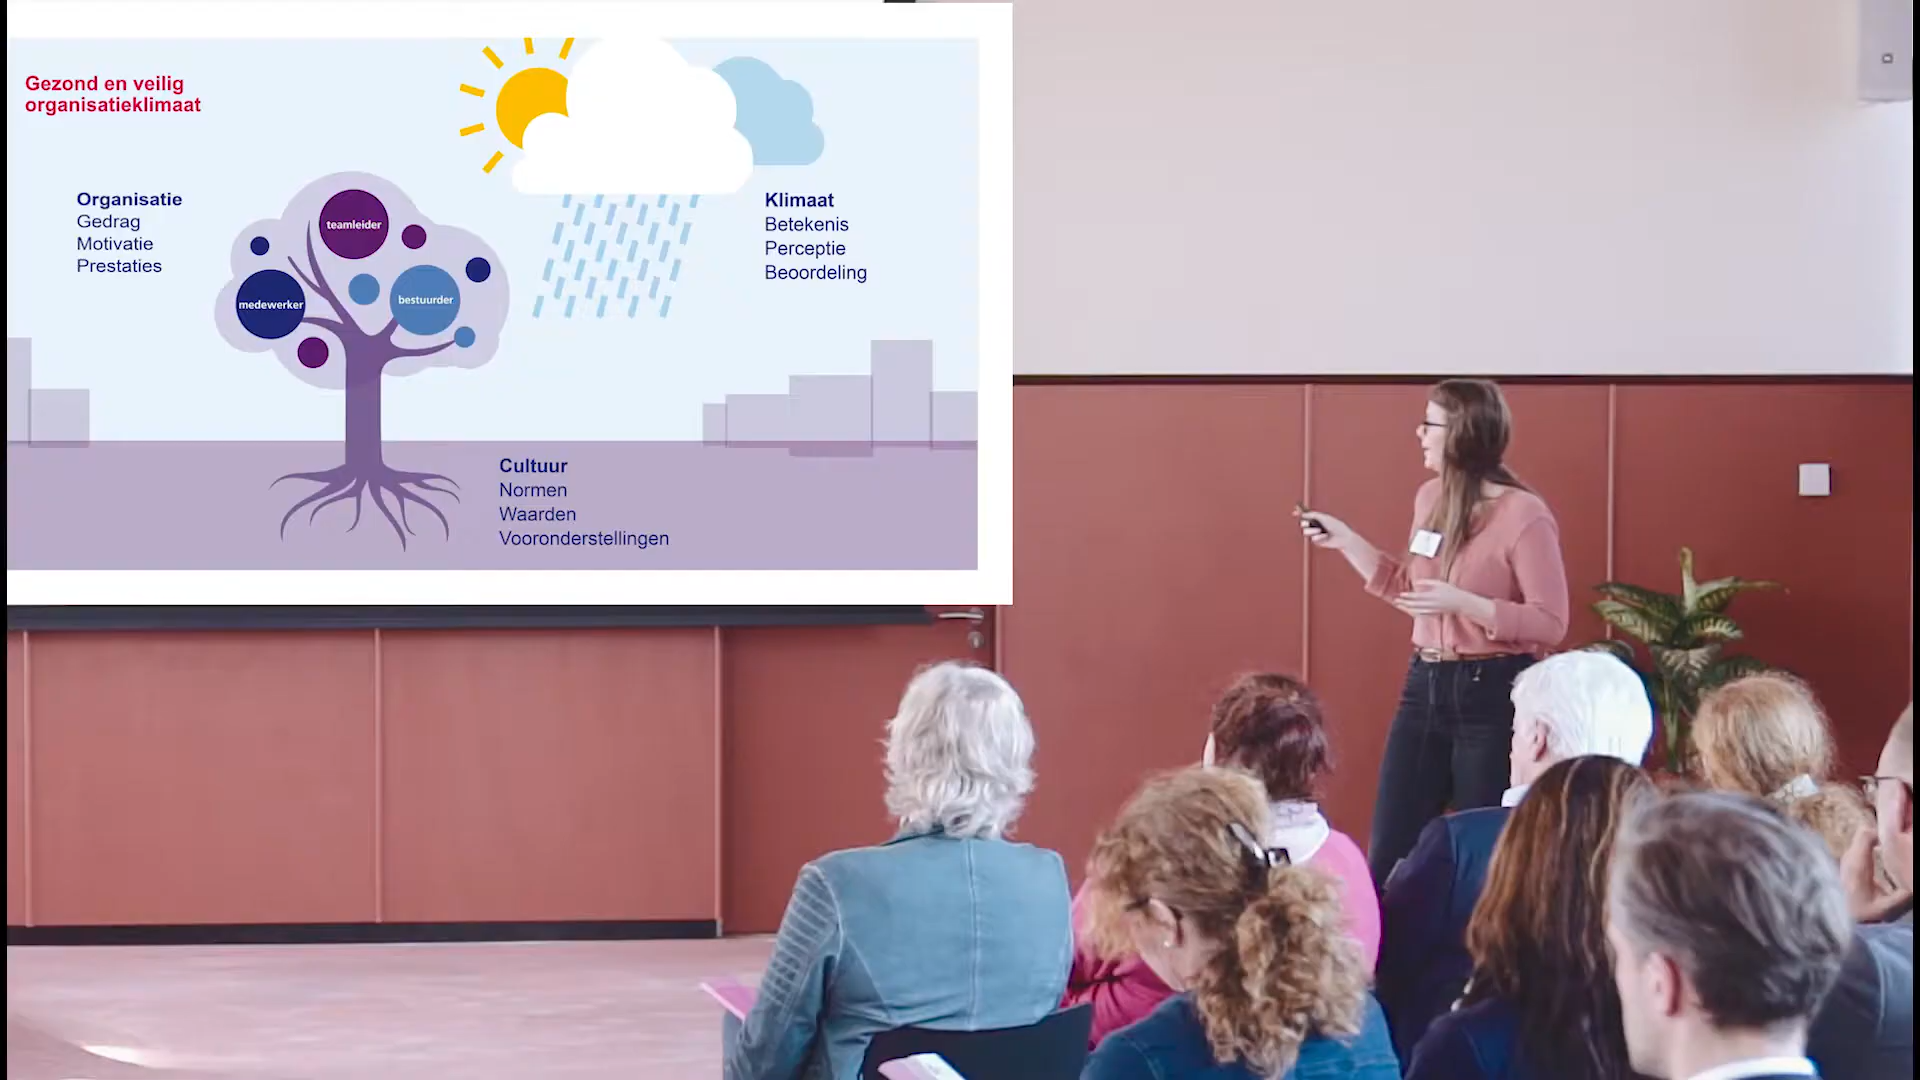 Gezond en veilig
organisatieklimaat
Organisatie
Gedrag
Motivatie
Prestaties
teamleider
medewerker
bestuurder
Klimaat
Betekenis
Perceptie
Beoordeling
Cultuur
Normen
Waarden
Vooronderstellingen